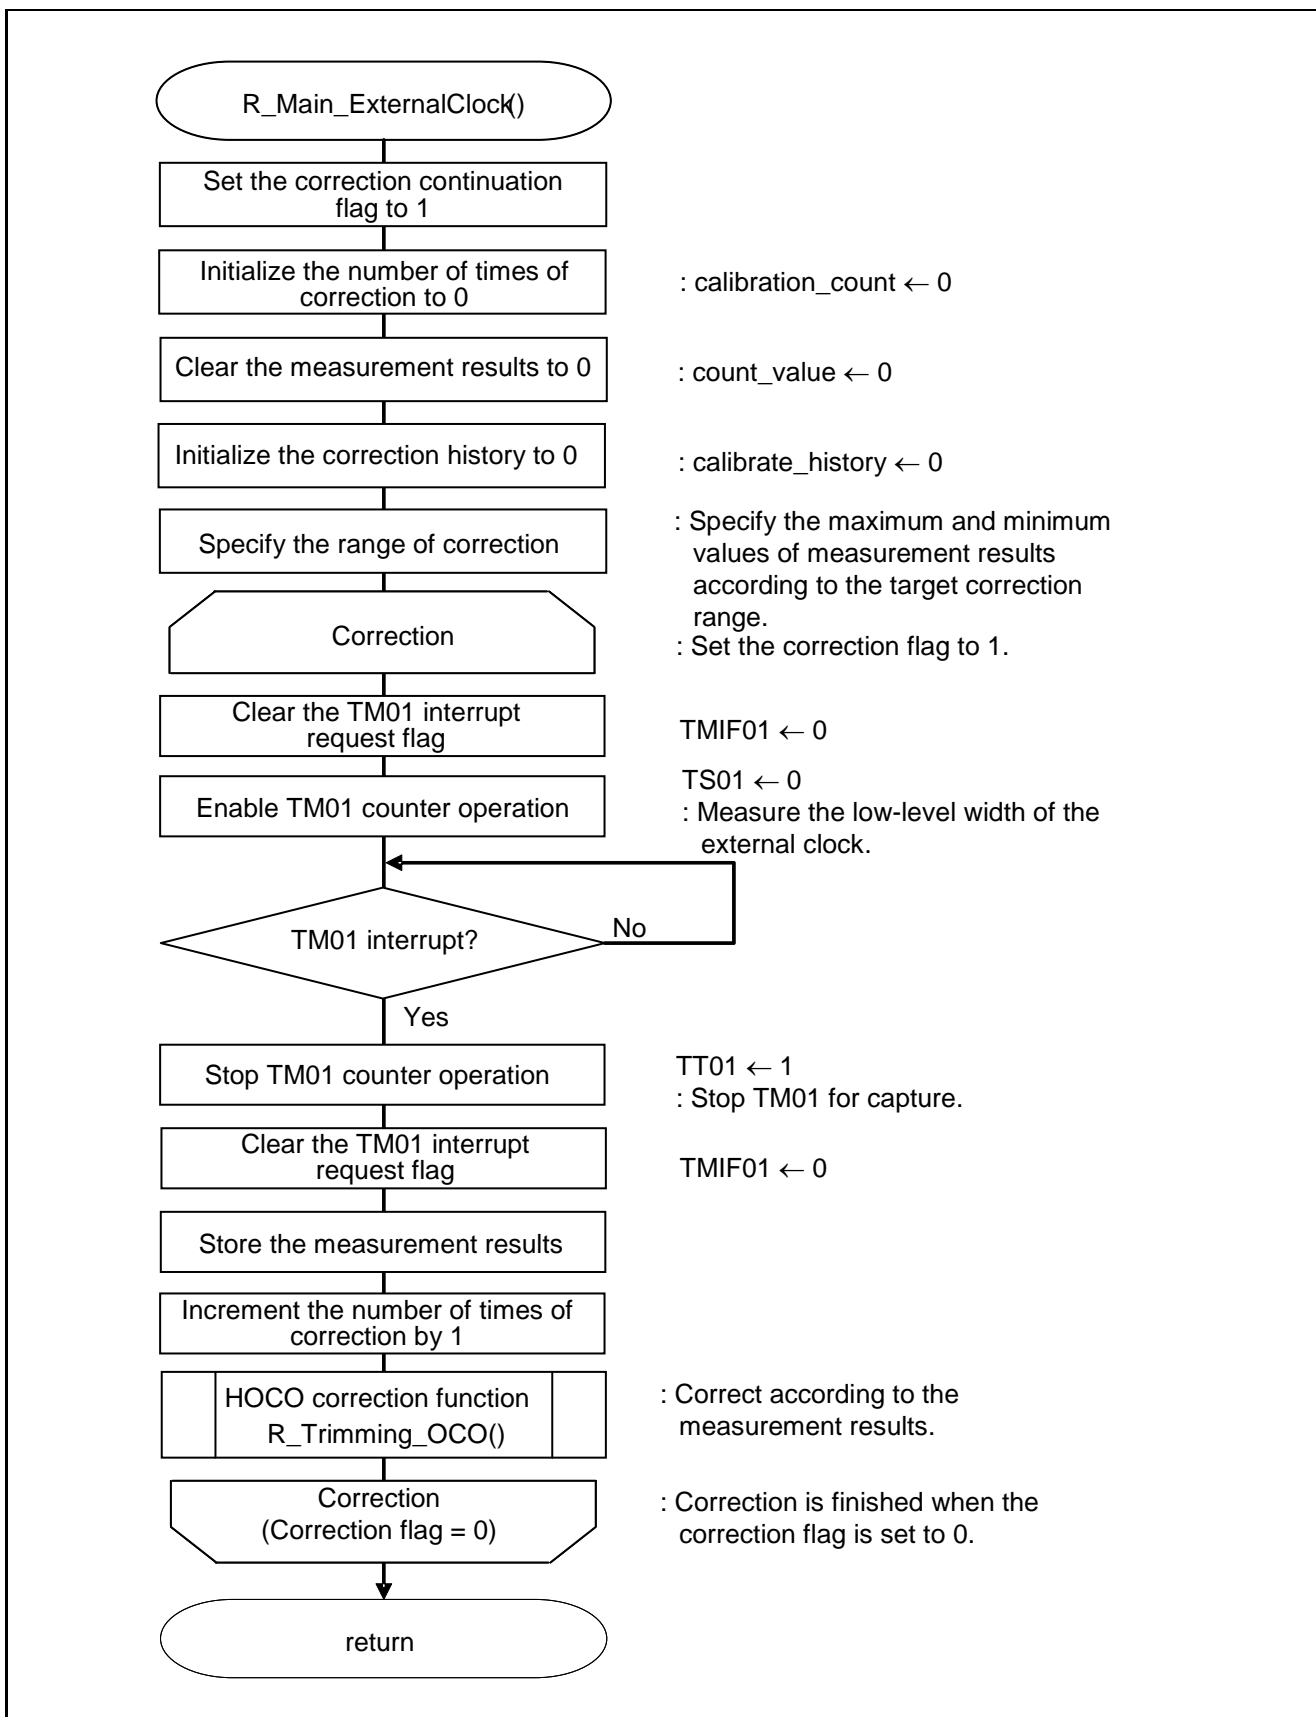 R_Main_ExternalClock()
Set the correction continuation
flag to 1
Initialize the number of times of
correction to 0
: calibration_count ← 0
Clear the measurement results to 0
: count_value ← 0
Initialize the correction history to 0
: calibrate_history ← 0
Specify the range of correction
: Specify the maximum and minimum
values of measurement results
according to the target correction
range.
Correction
: Set the correction flag to 1.
Clear the TM01 interrupt
request flag
TMIF01 ← 0
Enable TM01 counter operation
TS01 ← 0
: Measure the low-level width of the
external clock.
TM01 interrupt?
No
Yes
Stop TM01 counter operation
TT01 ← 1
: Stop TM01 for capture.
Clear the TM01 interrupt
request flag
TMIF01 ← 0
Store the measurement results
Increment the number of times of
correction by 1
HOCO correction function
R_Trimming_OCO()
: Correct according to the
measurement results.
Correction
(Correction flag = 0)
: Correction is finished when the
correction flag is set to 0.
return